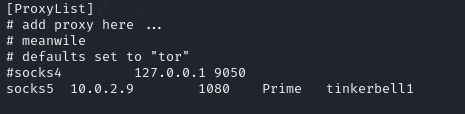 [ProxyList]
# add proxy here ...
# meanwile
# defaults set to "tor"
#socks4 127.0.0.1 9050
socks5 10.0.2.9 1080 Prime tinkerbell1